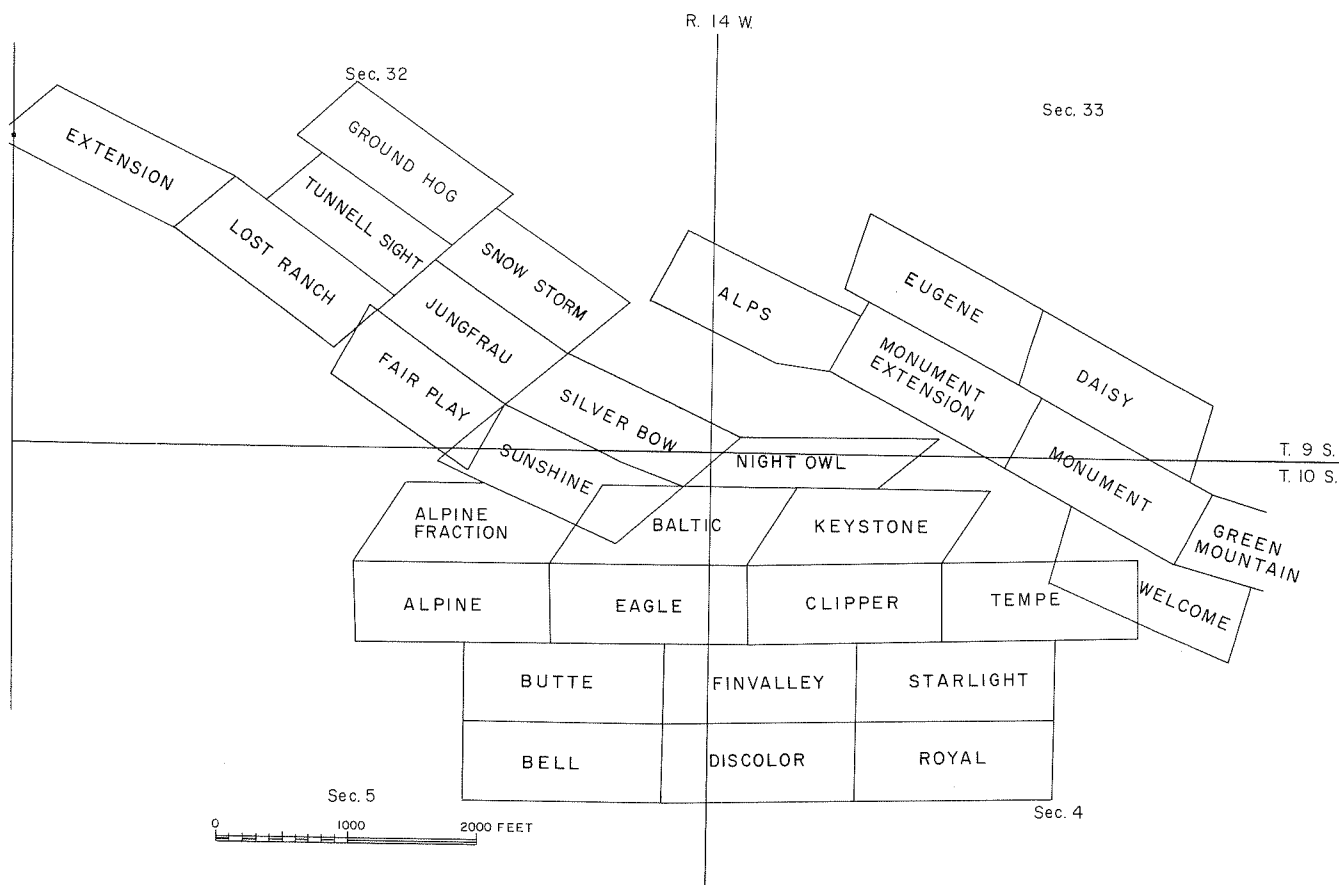 R. 14 W.
Sec. 32
Sec. 33
GROUND HOG
EXTENSION
TUNNELL SIGHT
LOST RANCH
SNOW STORM
ALPS
EUGENE
JUNGFRAU
MONUMENT
EXTENSION
DAISY
FAIR PLAY
SILVER BOW
SUNSHINE
NIGHT OWL
MONUMENT
T. 9 S.
T. 10 S.
ALPINE
FRACTION
BALTIC
KEYSTONE
GREEN
MOUNTAIN
ALPINE
EAGLE
CLIPPER
TEMPE
WELCOME
BUTTE
FINVALLEY
STARLIGHT
BELL
DISCOLOR
ROYAL
Sec. 5
Sec. 4
0 1000 2000 FEET